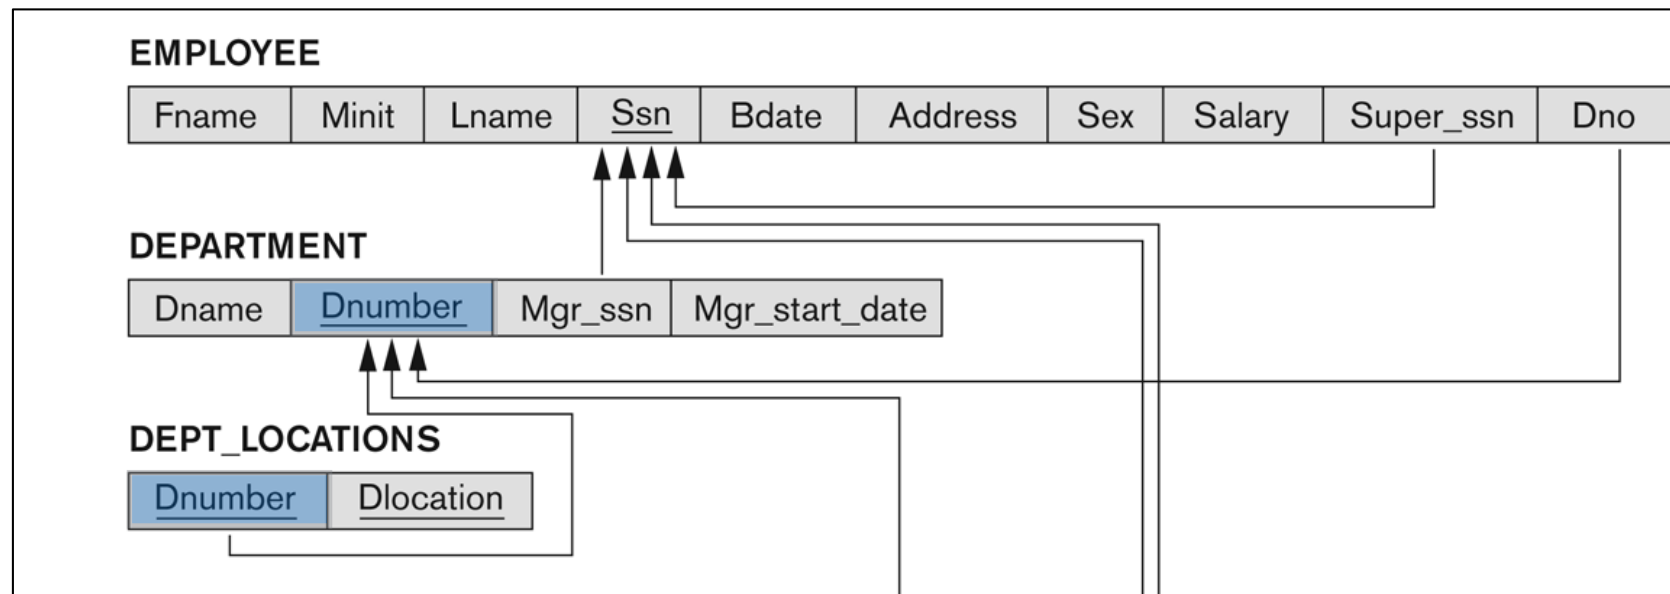 EMPLOYEE
Fname Minit Lname Ssn Bdate Address Sex Salary Super_ssn Dno
DEPARTMENT
Dname Dnumber Mgr_ssn Mgr_start_date
DEPT_LOCATIONS
Dnumber Dlocation